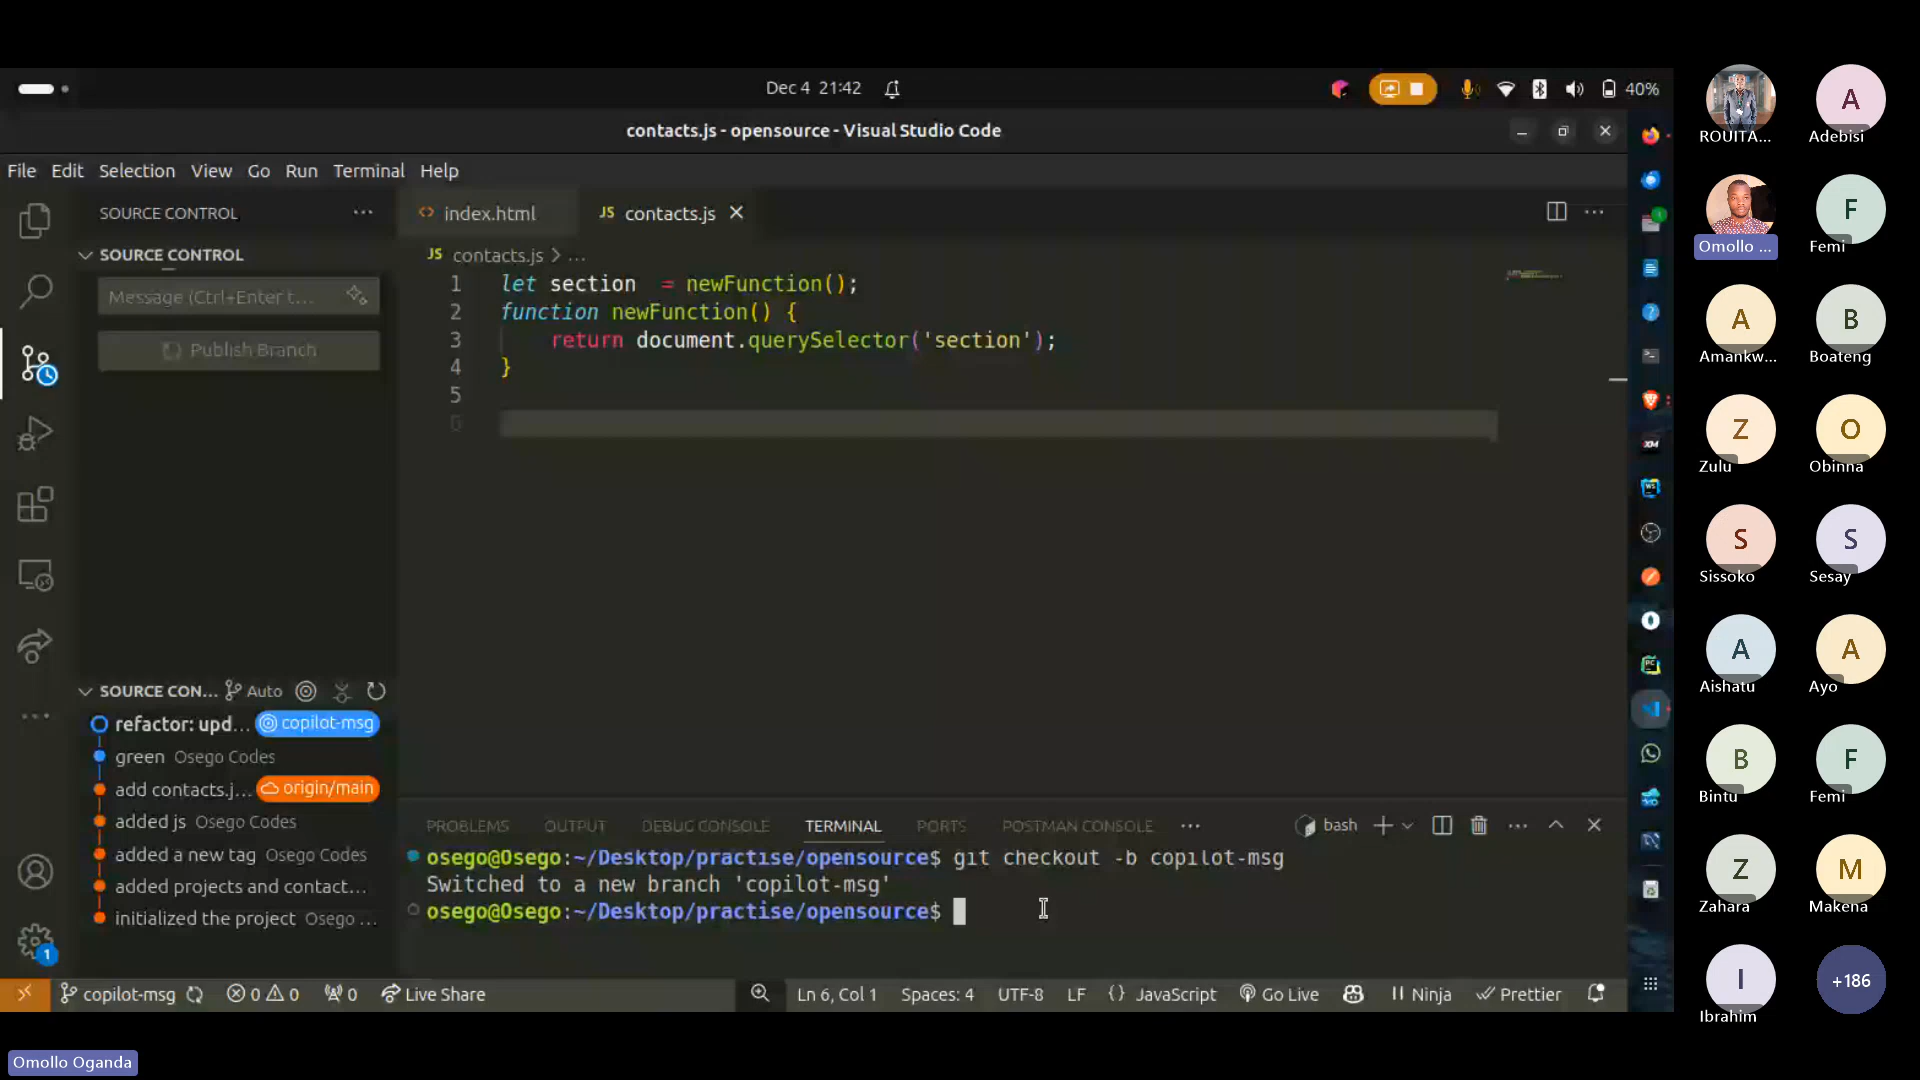 Dec 4 21:42
40%
contacts.js - opensource - Visual Studio Code
File Edit Selection View Go Run Terminal Help
SOURCE CONTROL
index.html
JS contacts.js
SOURCE CONTROL
JS contacts.js > ...
Message (Ctrl+Enter t...
Publish Branch
1 let section = newFunction();
2 function newFunction() {
3 return document.querySelector('section');
4 }
5
6
SOURCE CON... Auto
refactor: upd... copilot-msg
green Osego Codes
add contacts.j... origin/main
added js Osego Codes
added a new tag Osego Codes
added projects and contact...
initialized the project Osego ...
1
PROBLEMS OUTPUT DEBUG CONSOLE TERMINAL PORTS POSTMAN CONSOLE ... bash
osego@Osego:~/Desktop/practise/opensource$ git checkout -b copilot-msg
Switched to a new branch 'copilot-msg'
osego@Osego:~/Desktop/practise/opensource$
copilot-msg 0 0 0 Live Share Ln 6, Col 1 Spaces: 4 UTF-8 LF {} JavaScript Go Live Ninja Prettier
ROUITA...
A
Adebisi
Omollo ...
F
Femi
A
Amankw...
B
Boateng
Z
Zulu
O
Obinna
S
Sissoko
S
Sesay
A
Aishatu
A
Ayo
B
Bintu
F
Femi
Z
Zahara
M
Makena
I
Ibrahim
+186
Omollo Oganda